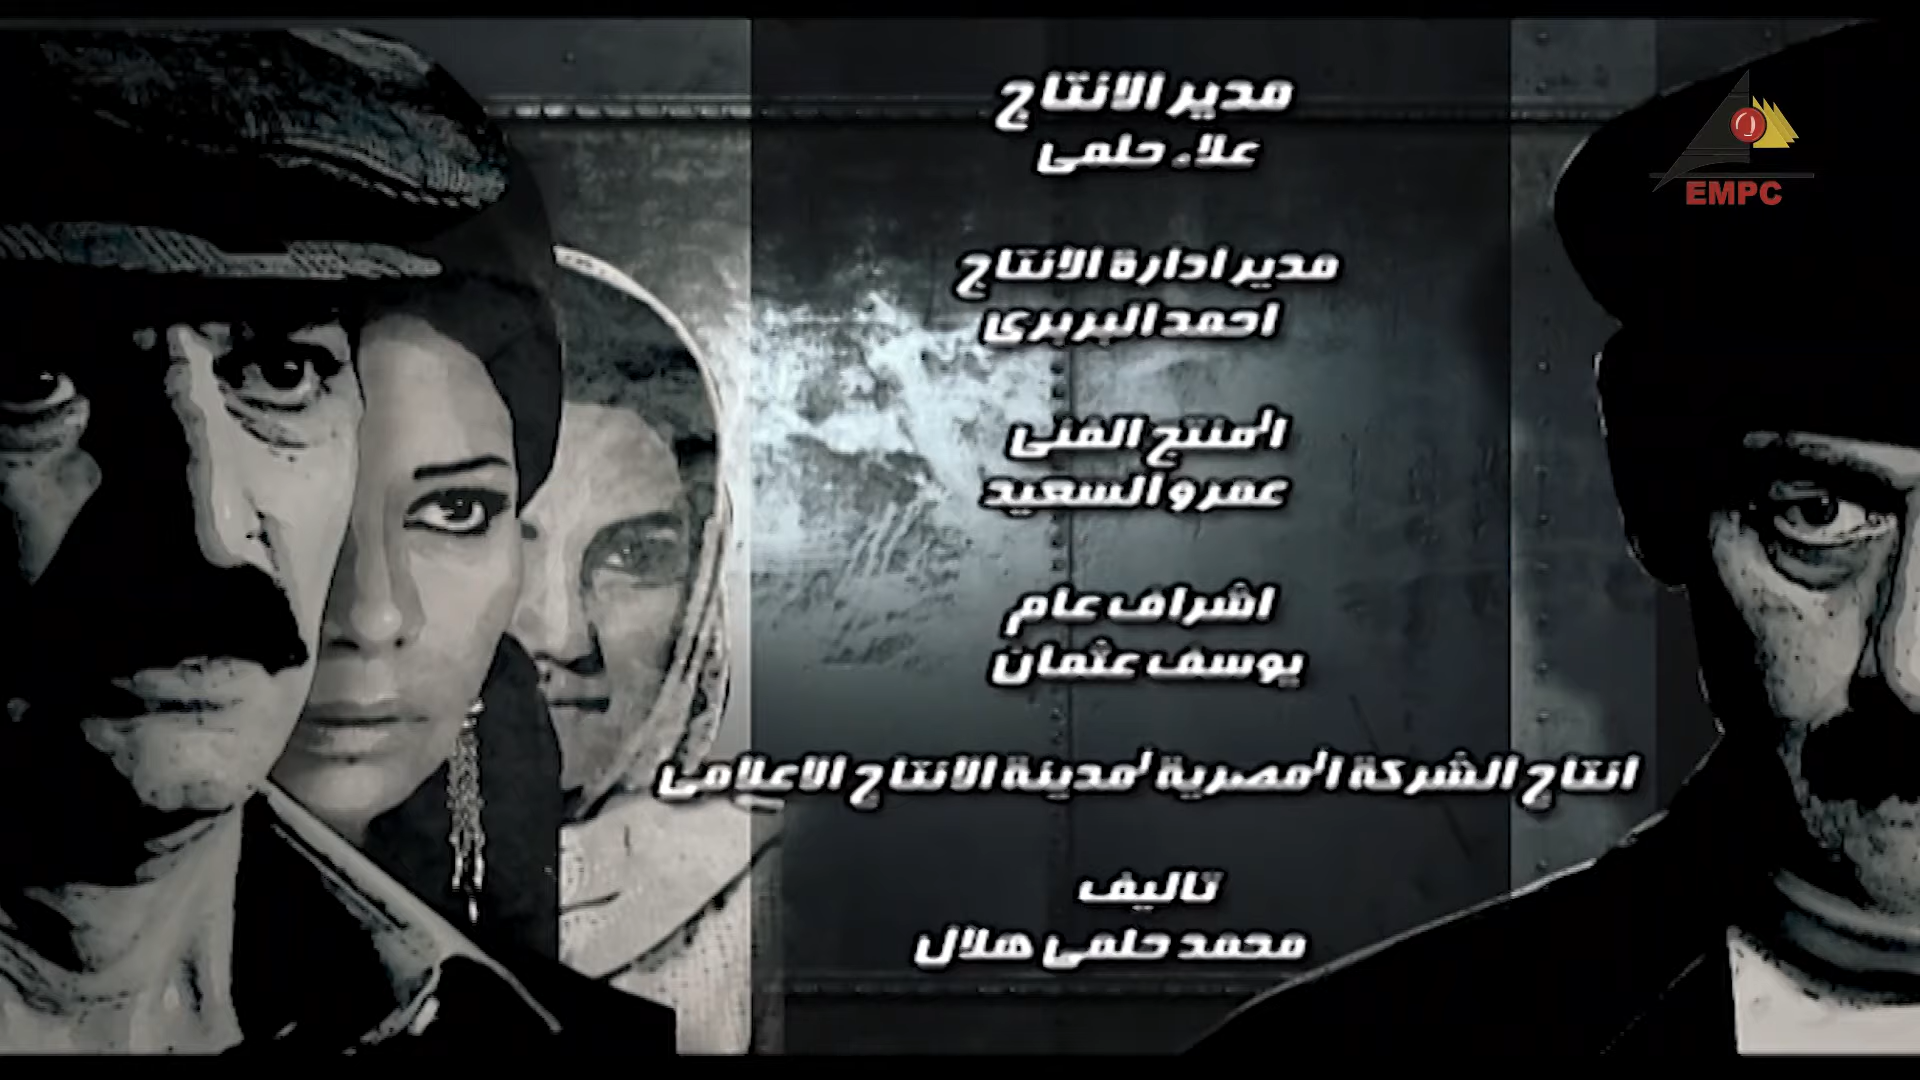 مدير الانتاج
علاء حلمى
EMPC
مدير ادارة الانتاج
احمد البربرى
المنتج الفنى
عمرو السعيد
اشراف عام
يوسف عثمان
انتاج الشركة المصرية لمدينة الانتاج الاعلامى
تاليف
محمد حلمى هلال